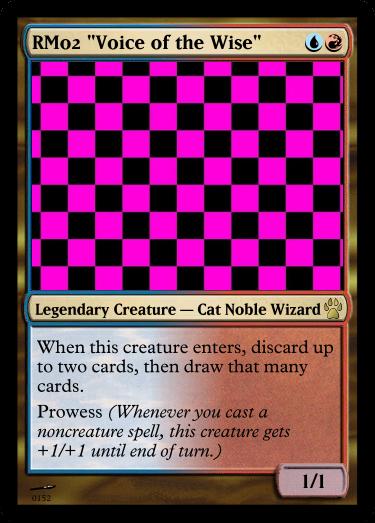 RM02 "Voice of the Wise"
Legendary Creature — Cat Noble Wizard
When this creature enters, discard up
to two cards, then draw that many
cards.
Prowess (Whenever you cast a
noncreature spell, this creature gets
+1/+1 until end of turn.)
1/1
0152